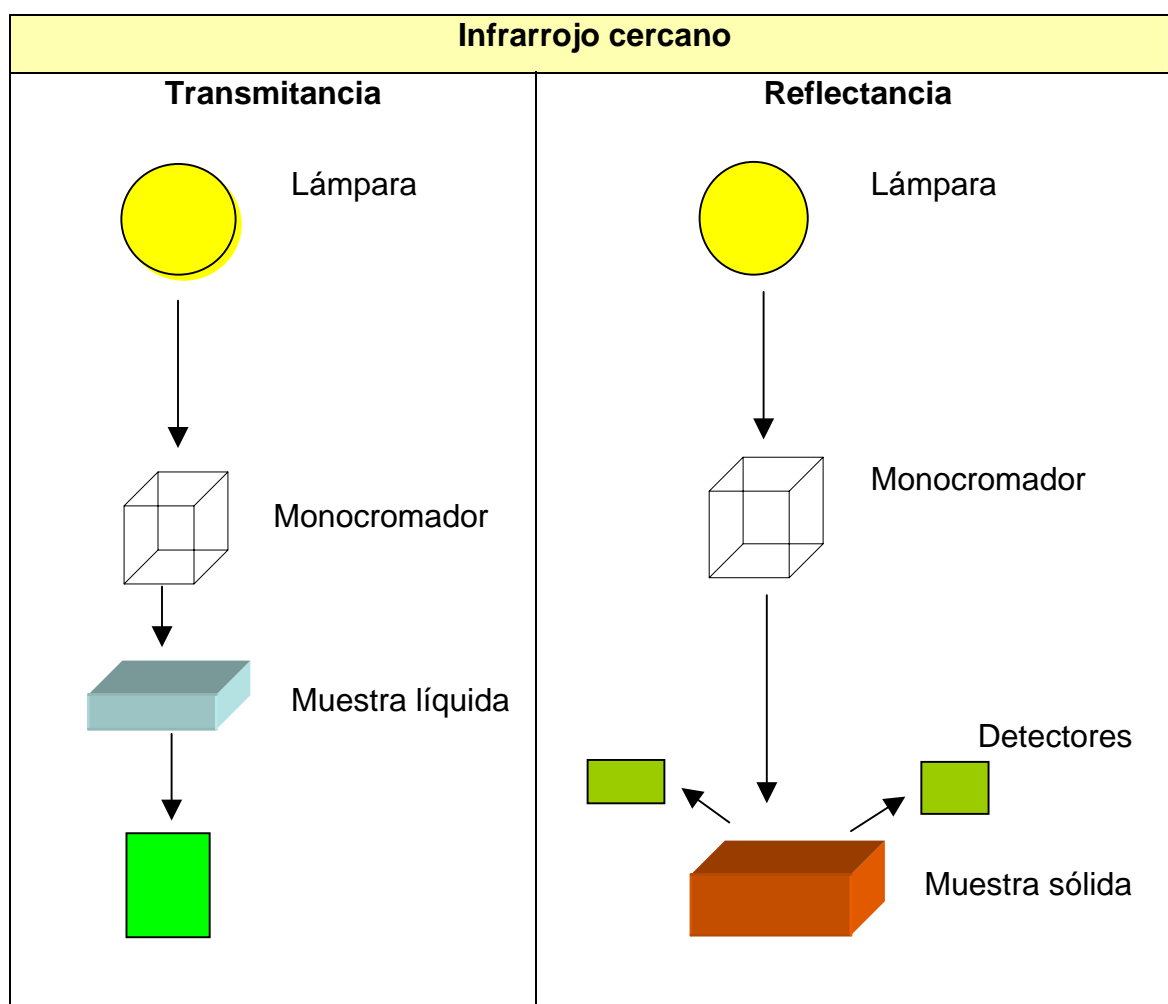 Infrarrojo cercano
Transmitancia
Lámpara
Monocromador
Muestra líquida
Reflectancia
Lámpara
Monocromador
Detectores
Muestra sólida